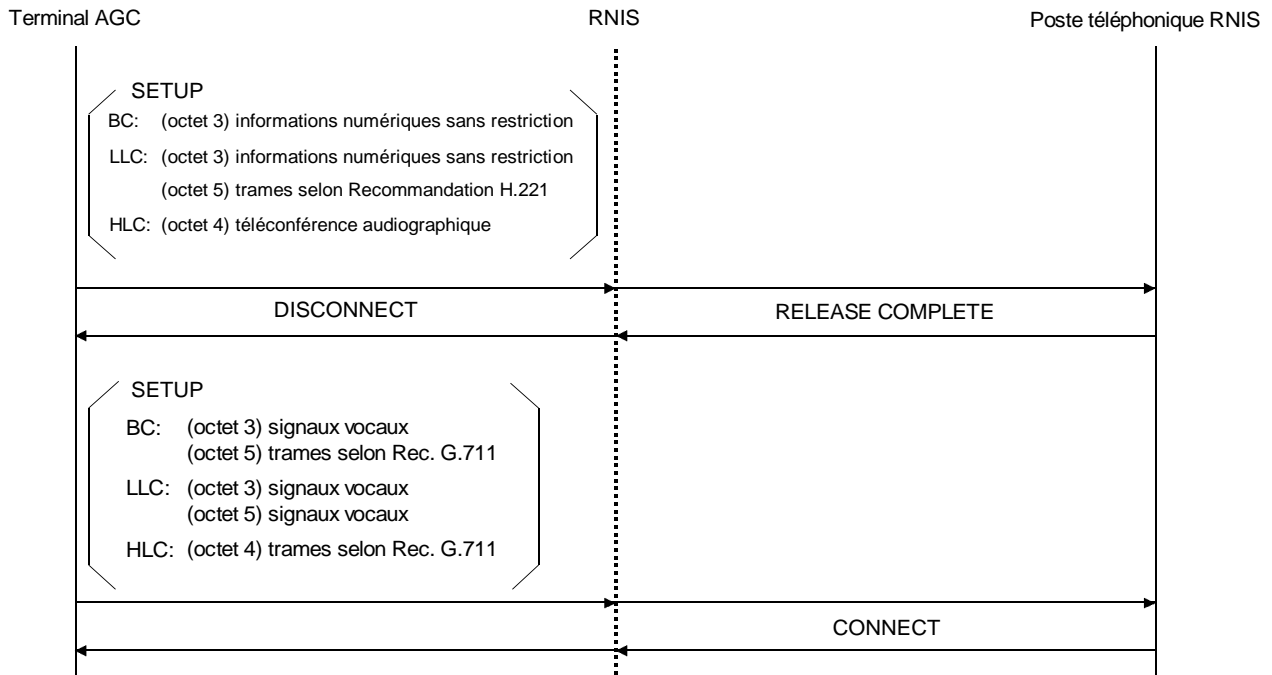 Terminal AGC
RNIS
Poste téléphonique RNIS
SETUP
BC: (octet 3) informations numériques sans restriction
LLC: (octet 3) informations numériques sans restriction
(octet 5) trames selon Recommandation H.221
HLC: (octet 4) téléconférence audiographique
DISCONNECT
RELEASE COMPLETE
SETUP
BC: (octet 3) signaux vocaux
(octet 5) trames selon Rec. G.711
LLC: (octet 3) signaux vocaux
(octet 5) signaux vocaux
HLC: (octet 4) trames selon Rec. G.711
CONNECT